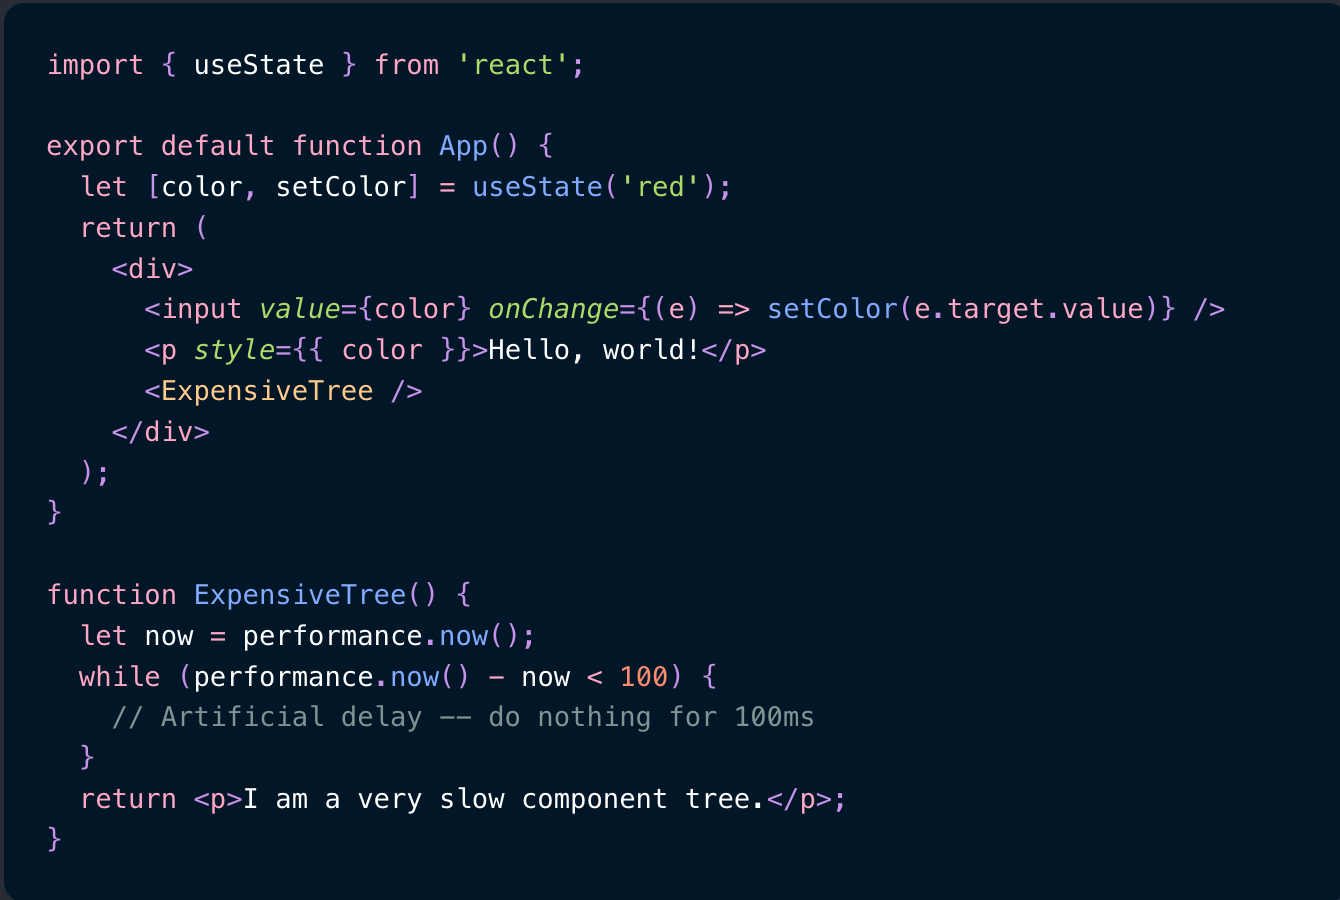 import { useState } from 'react';

export default function App() {
  let [color, setColor] = useState('red');
  return (
    <div>
      <input value={color} onChange={(e) => setColor(e.target.value)} />
      <p style={{ color }}>Hello, world!</p>
      <ExpensiveTree />
    </div>
  );
}

function ExpensiveTree() {
  let now = performance.now();
  while (performance.now() - now < 100) {
    // Artificial delay -- do nothing for 100ms
  }
  return <p>I am a very slow component tree.</p>;
}